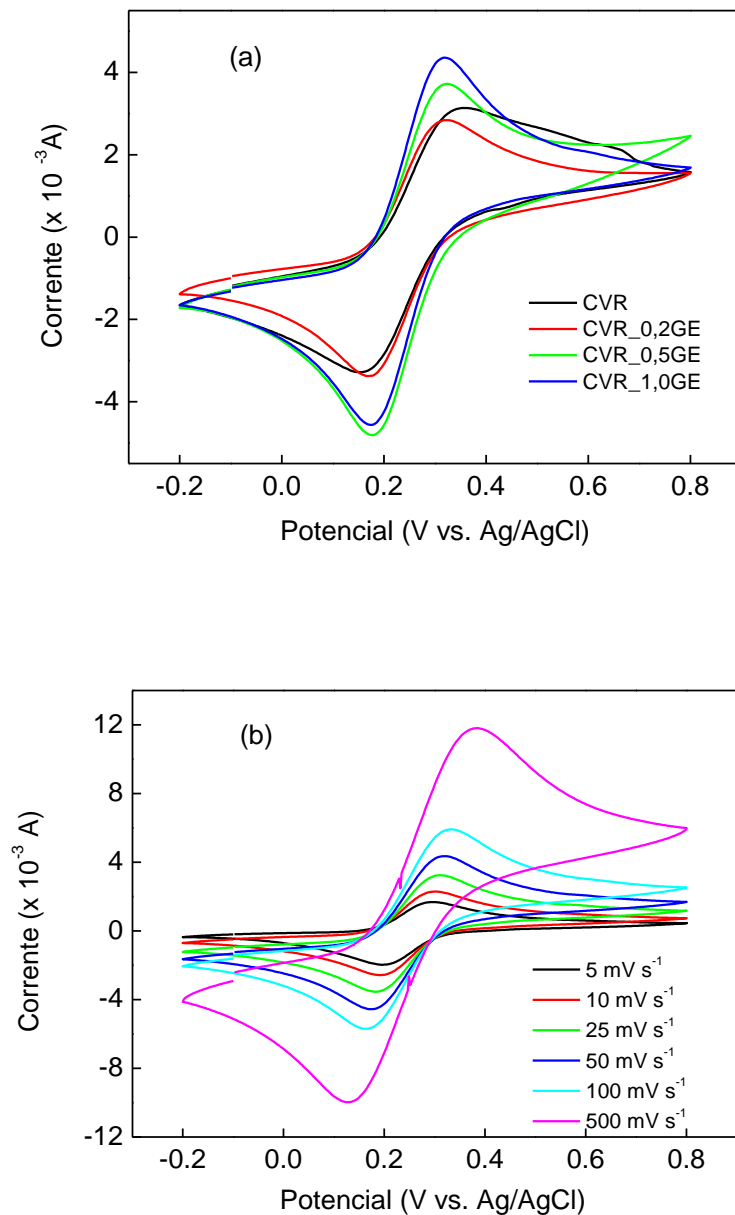 (a)
4
2
0
-2
-4
Corrente (x 10 -3 A)
CVR
CVR_0,2GE
CVR_0,5GE
CVR_1,0GE
-0.2 0.0 0.2 0.4 0.6 0.8
Potencial (V vs. Ag/AgCl)
(b)
12
8
4
0
-4
-8
-12
Corrente (x 10-3 A)
5 mV s-1
10 mV s-1
25 mV s-1
50 mV s-1
100 mV s-1
500 mV s-1
-0.2 0.0 0.2 0.4 0.6 0.8
Potencial (V vs. Ag/AgCl)